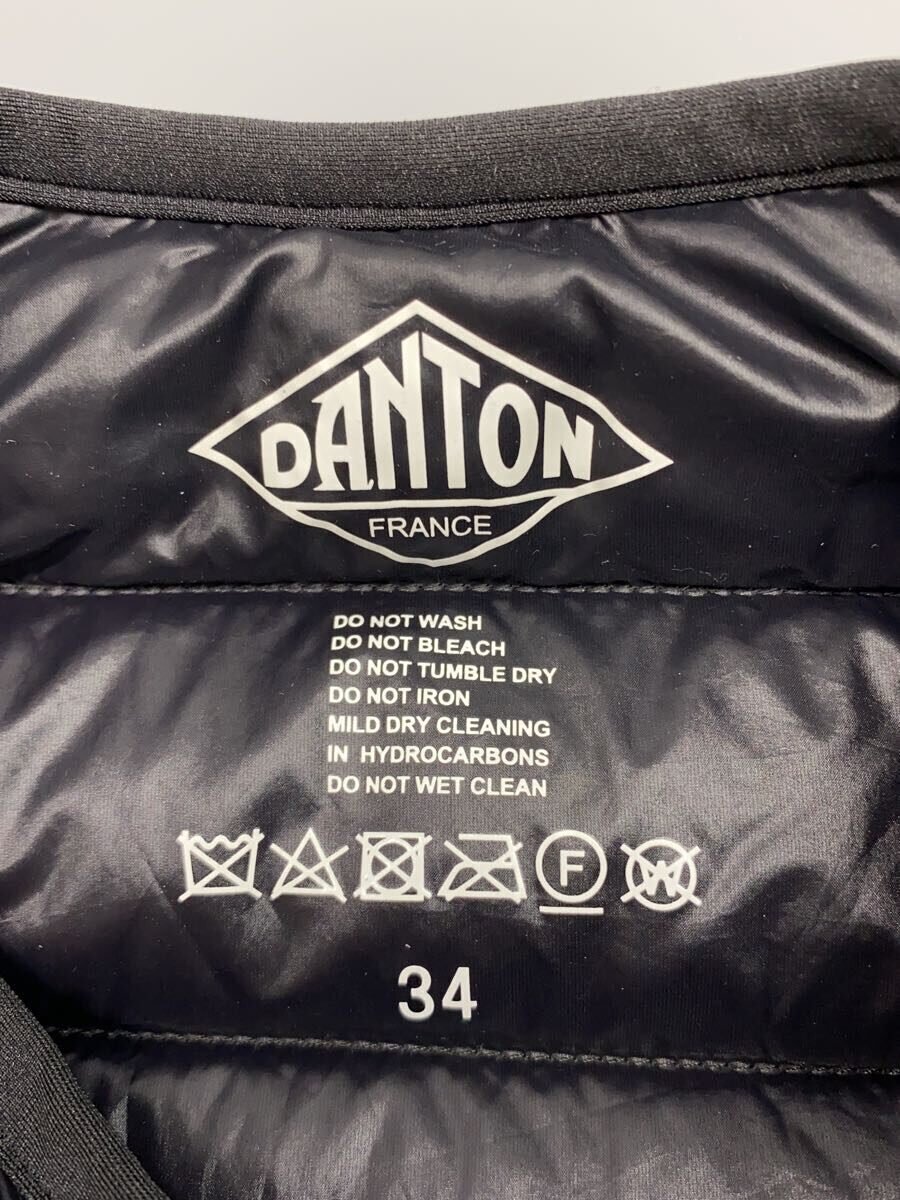 DANTON
FRANCE
DO NOT WASH
DO NOT BLEACH
DO NOT TUMBLE DRY
DO NOT IRON
MILD DRY CLEANING
IN HYDROCARBONS
DO NOT WET CLEAN
F W
34